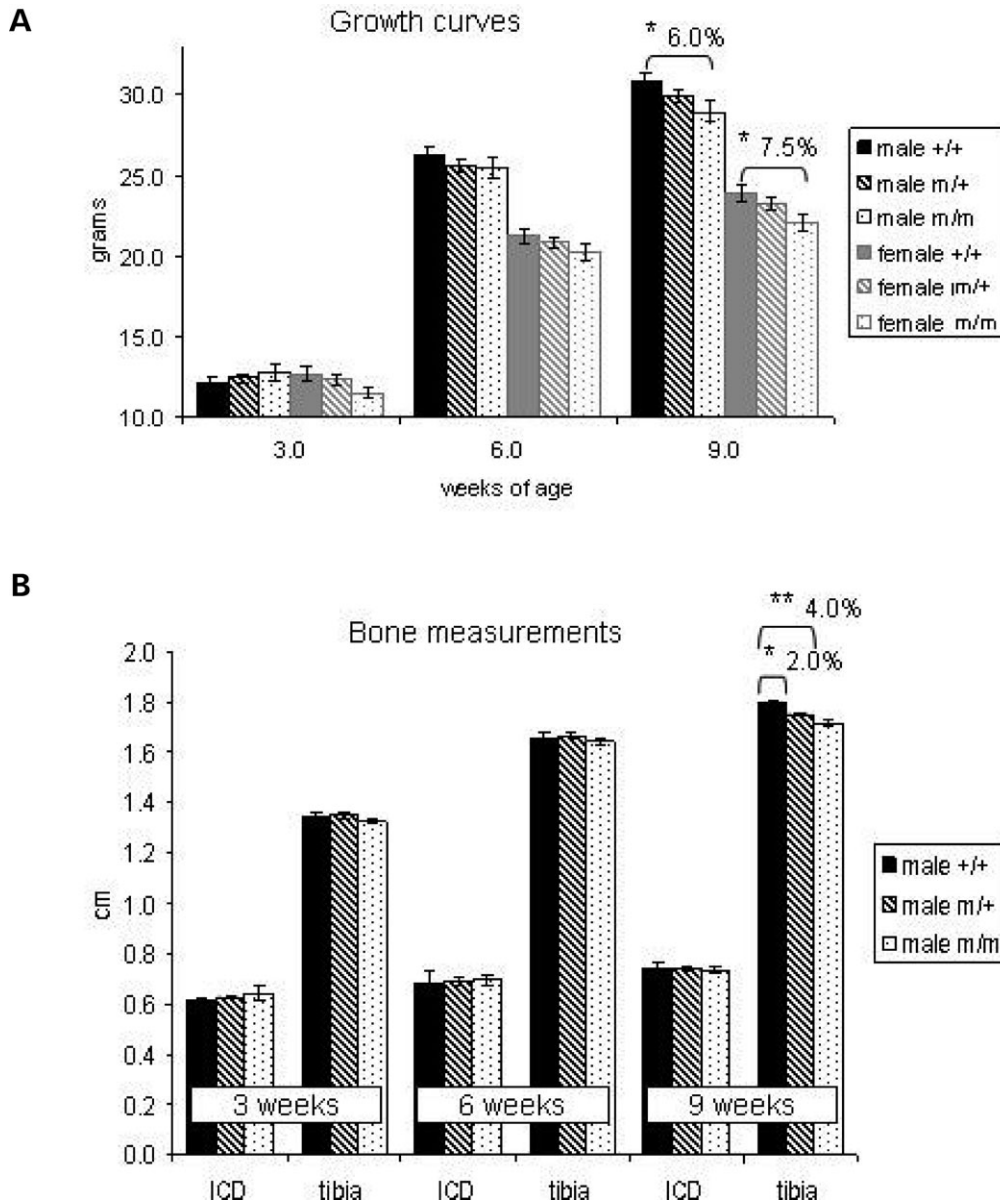 A
Growth curves
* 6.0%
* 7.5%
30.0
25.0
20.0
15.0
10.0
grams
3.0 6.0 9.0
weeks of age
male +/+
male m/+
male m/m
female +/+
female m/+
female m/m
B
Bone measurements
** 4.0%
* 2.0%
2.0
1.8
1.6
1.4
1.2
1.0
0.8
0.6
0.4
0.2
0.0
cm
3 weeks 6 weeks 9 weeks
ICD tibia ICD tibia ICD tibia
male +/+
male m/+
male m/m